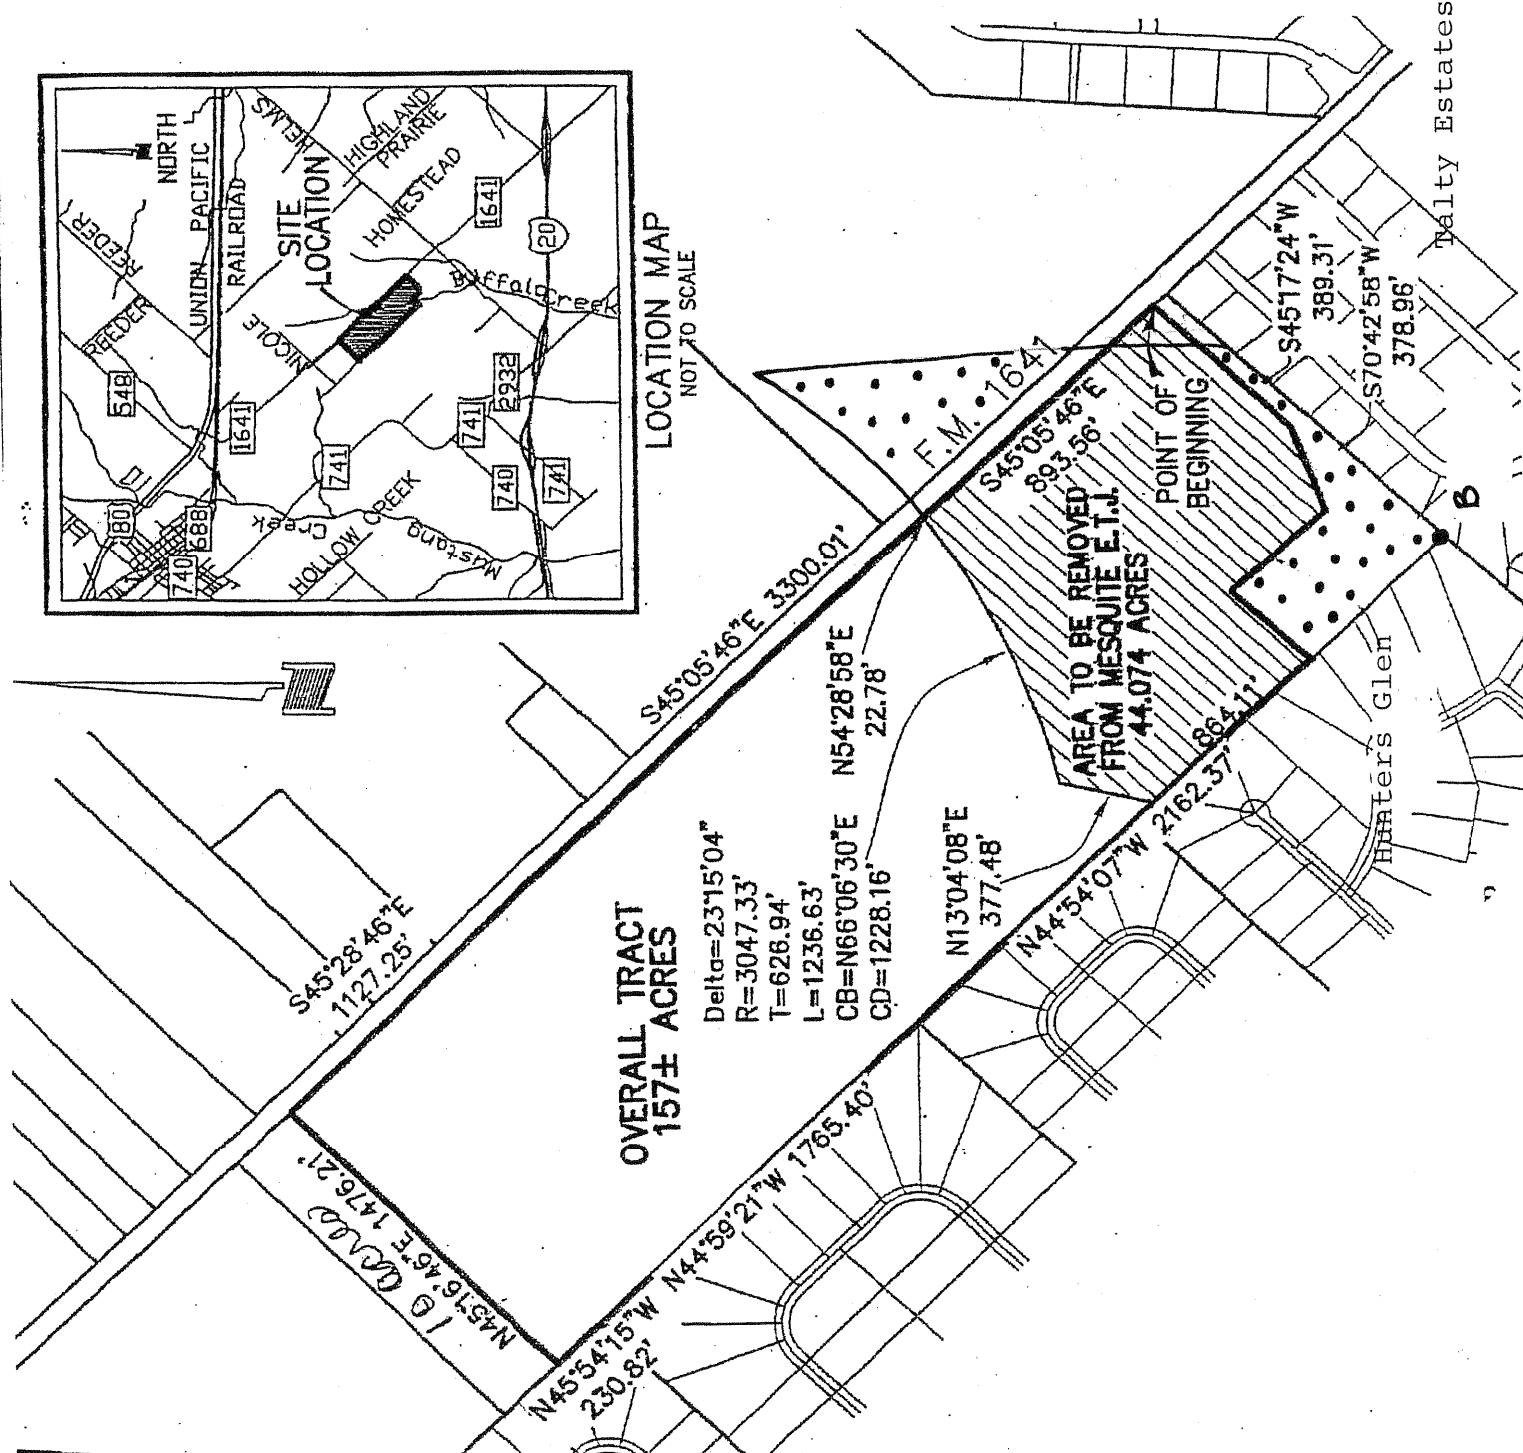 NORTH
UNION PACIFIC
RAILROAD
REEDER
REEDER
HELMS
HIGHLAND
PRAIRIE
HOMESTEAD
SITE
LOCATION
NICOLE
548
1641
1641
20
Buffalo Creek
741
2932
741
740
741
80
688
740
Creek
Mustang
HOLLOW CREEK
LOCATION MAP
NOT TO SCALE
Talty Estates
S45°17'24"W
389.31'
S70°42'58"W
378.96'
F.M. 1641
S45°05'46"E
893.56'
POINT OF
BEGINNING
AREA TO BE REMOVED
FROM MESQUITE E.T.J.
44.074 ACRES
B
S45°05'46"E 3300.01'
N54°28'58"E
22.78'
864.11'
Hunters Glen
N44°54'07"W 2162.37'
N13°04'08"E
377.48'
Delta=23°15'04"
R=3047.33'
T=626.94'
L=1236.63'
CB=N66°06'30"E
CD=1228.16'
OVERALL TRACT
157± ACRES
S45°28'46"E
1127.25'
N44°59'21"W 1765.40'
10 acres
N45°16'46"E 1476.21'
N45°54'15"W
230.82'